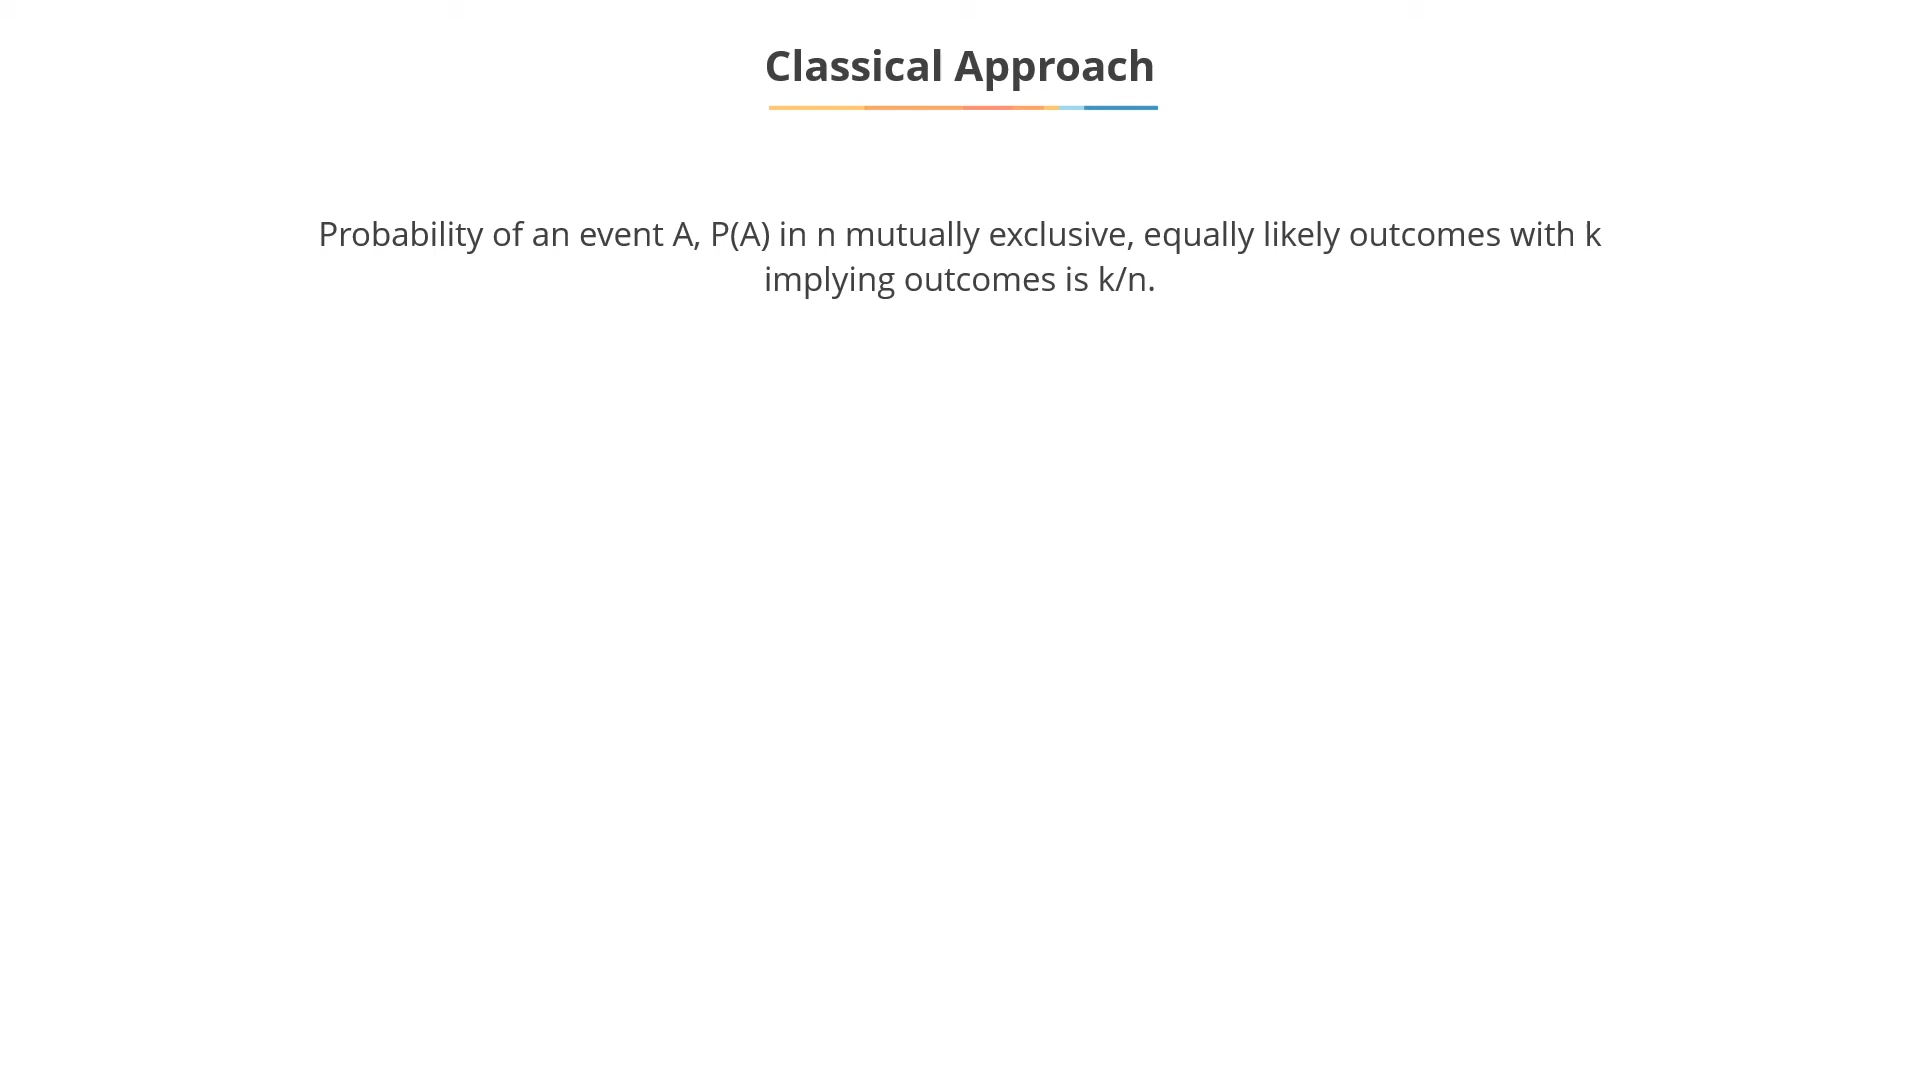 Classical Approach
Probability of an event A, P(A) in n mutually exclusive, equally likely outcomes with k
implying outcomes is k/n.